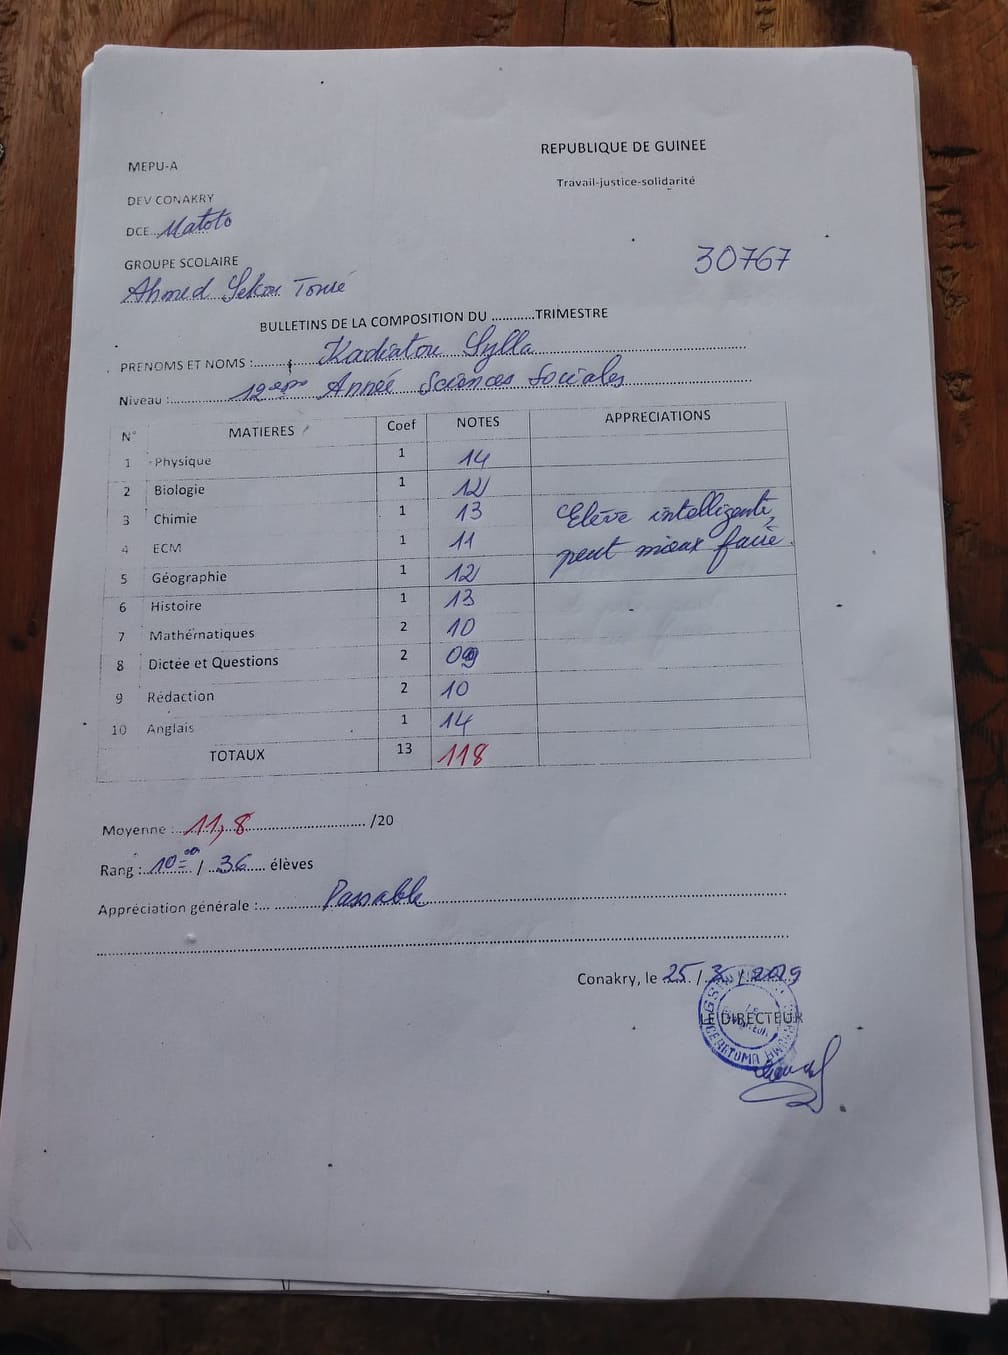 REPUBLIQUE DE GUINEE
Travail-justice-solidarité
MEPU-A
DEV CONAKRY
DCE...Matoto
GROUPE SCOLAIRE
Ahmed Sekou Touré
30767
BULLETINS DE LA COMPOSITION DU ............TRIMESTRE
PRENOMS ET NOMS :.......Kadiatou Sylla
Niveau :........12ème Année Sciences Sociales
N° MATIERES Coef NOTES APPRECIATIONS
1 Physique 1 14
2 Biologie 1 12
3 Chimie 1 13 Elève intelligente,
4 ECM 1 11 peut mieux faire.
5 Géographie 1 12
6 Histoire 1 13
7 Mathématiques 2 10
8 Dictée et Questions 2 09
9 Rédaction 2 10
10 Anglais 1 14
TOTAUX 13 118
Moyenne :...11,8.............................. /20
Rang :..10 / ..36..... élèves
Appréciation générale :... ............Passable
Conakry, le 25 / 3 / 2029
LE DIRECTEUR